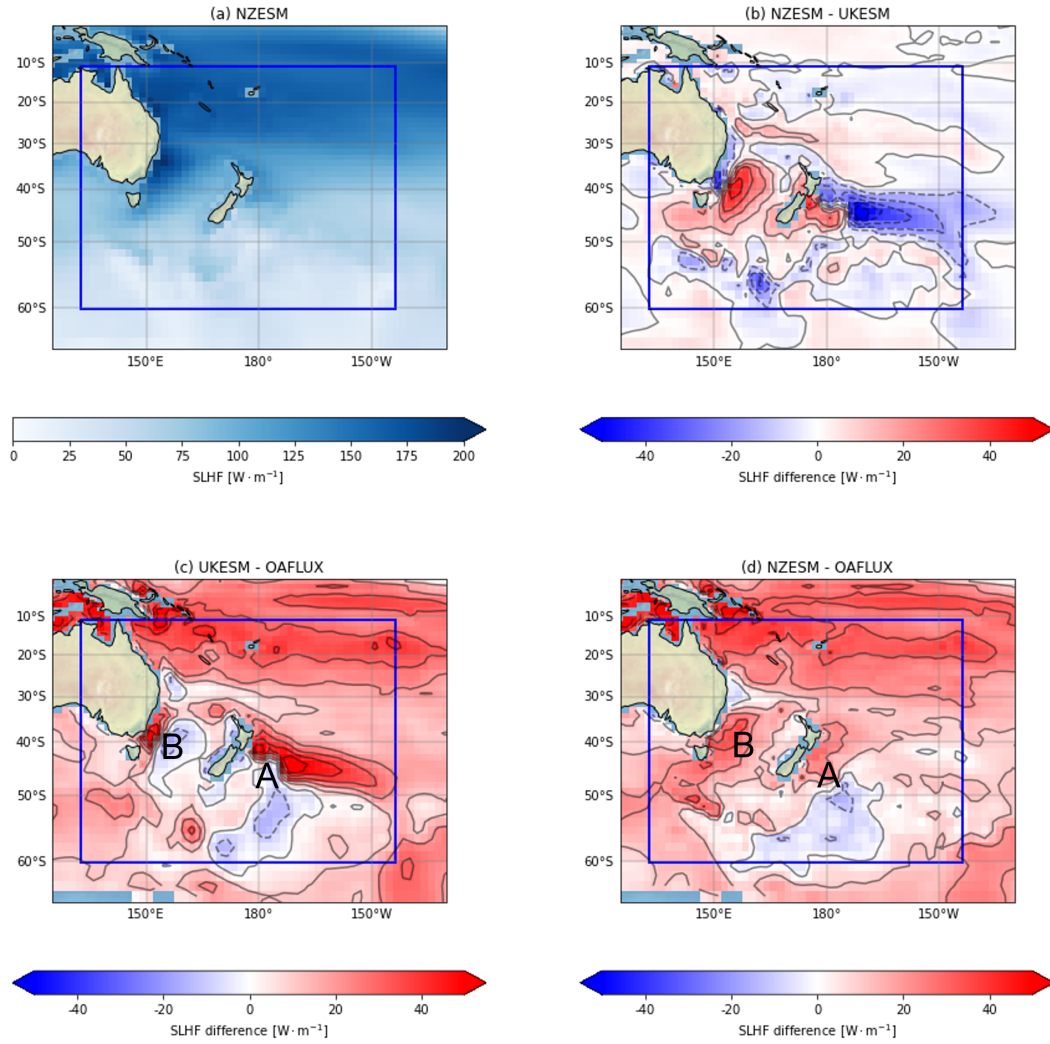 (a) NZESM
(b) NZESM - UKESM
10°S
20°S
30°S
40°S
50°S
60°S
150°E
180°
150°W
10°S
20°S
30°S
40°S
50°S
60°S
150°E
180°
150°W
0 25 50 75 100 125 150 175 200
SLHF [W · m⁻¹]
-40 -20 0 20 40
SLHF difference [W · m⁻¹]
(c) UKESM - OAFLUX
(d) NZESM - OAFLUX
10°S
20°S
30°S
40°S
50°S
60°S
B
A
150°E
180°
150°W
10°S
20°S
30°S
40°S
50°S
60°S
B
A
150°E
180°
150°W
-40 -20 0 20 40
SLHF difference [W · m⁻¹]
-40 -20 0 20 40
SLHF difference [W · m⁻¹]